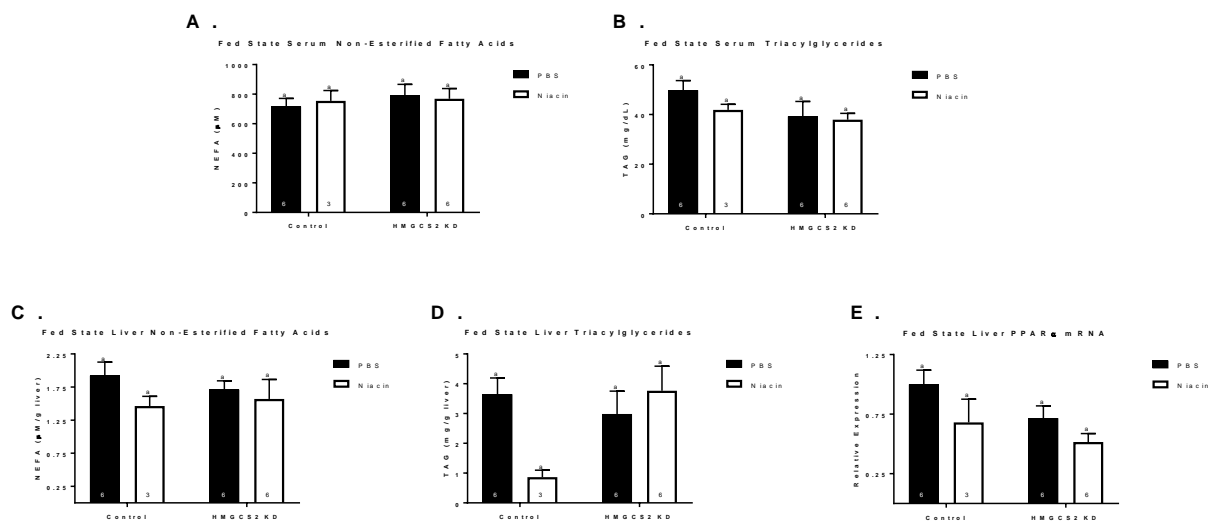 A .
Fed State Serum Non-Esterified Fatty Acids
1000
800
600
400
200
0
NEFA (µM)
a
a
a
a
6
3
6
6
Control
HMGCS2 KD
PBS
Niacin
B .
Fed State Serum Triacylglycerides
60
40
20
0
TAG (mg/dL)
a
a
a
a
6
3
6
6
Control
HMGCS2 KD
PBS
Niacin
C .
Fed State Liver Non-Esterified Fatty Acids
2.25
1.75
1.25
0.75
0.25
NEFA (µM/g liver)
a
a
a
a
6
3
6
6
Control
HMGCS2 KD
PBS
Niacin
D .
Fed State Liver Triacylglycerides
5
4
3
2
1
0
TAG (mg/g liver)
a
a
a
a
6
3
6
6
Control
HMGCS2 KD
PBS
Niacin
E .
Fed State Liver PPARα mRNA
1.25
0.75
0.25
Relative Expression
a
a
a
a
6
3
6
6
Control
HMGCS2 KD
PBS
Niacin